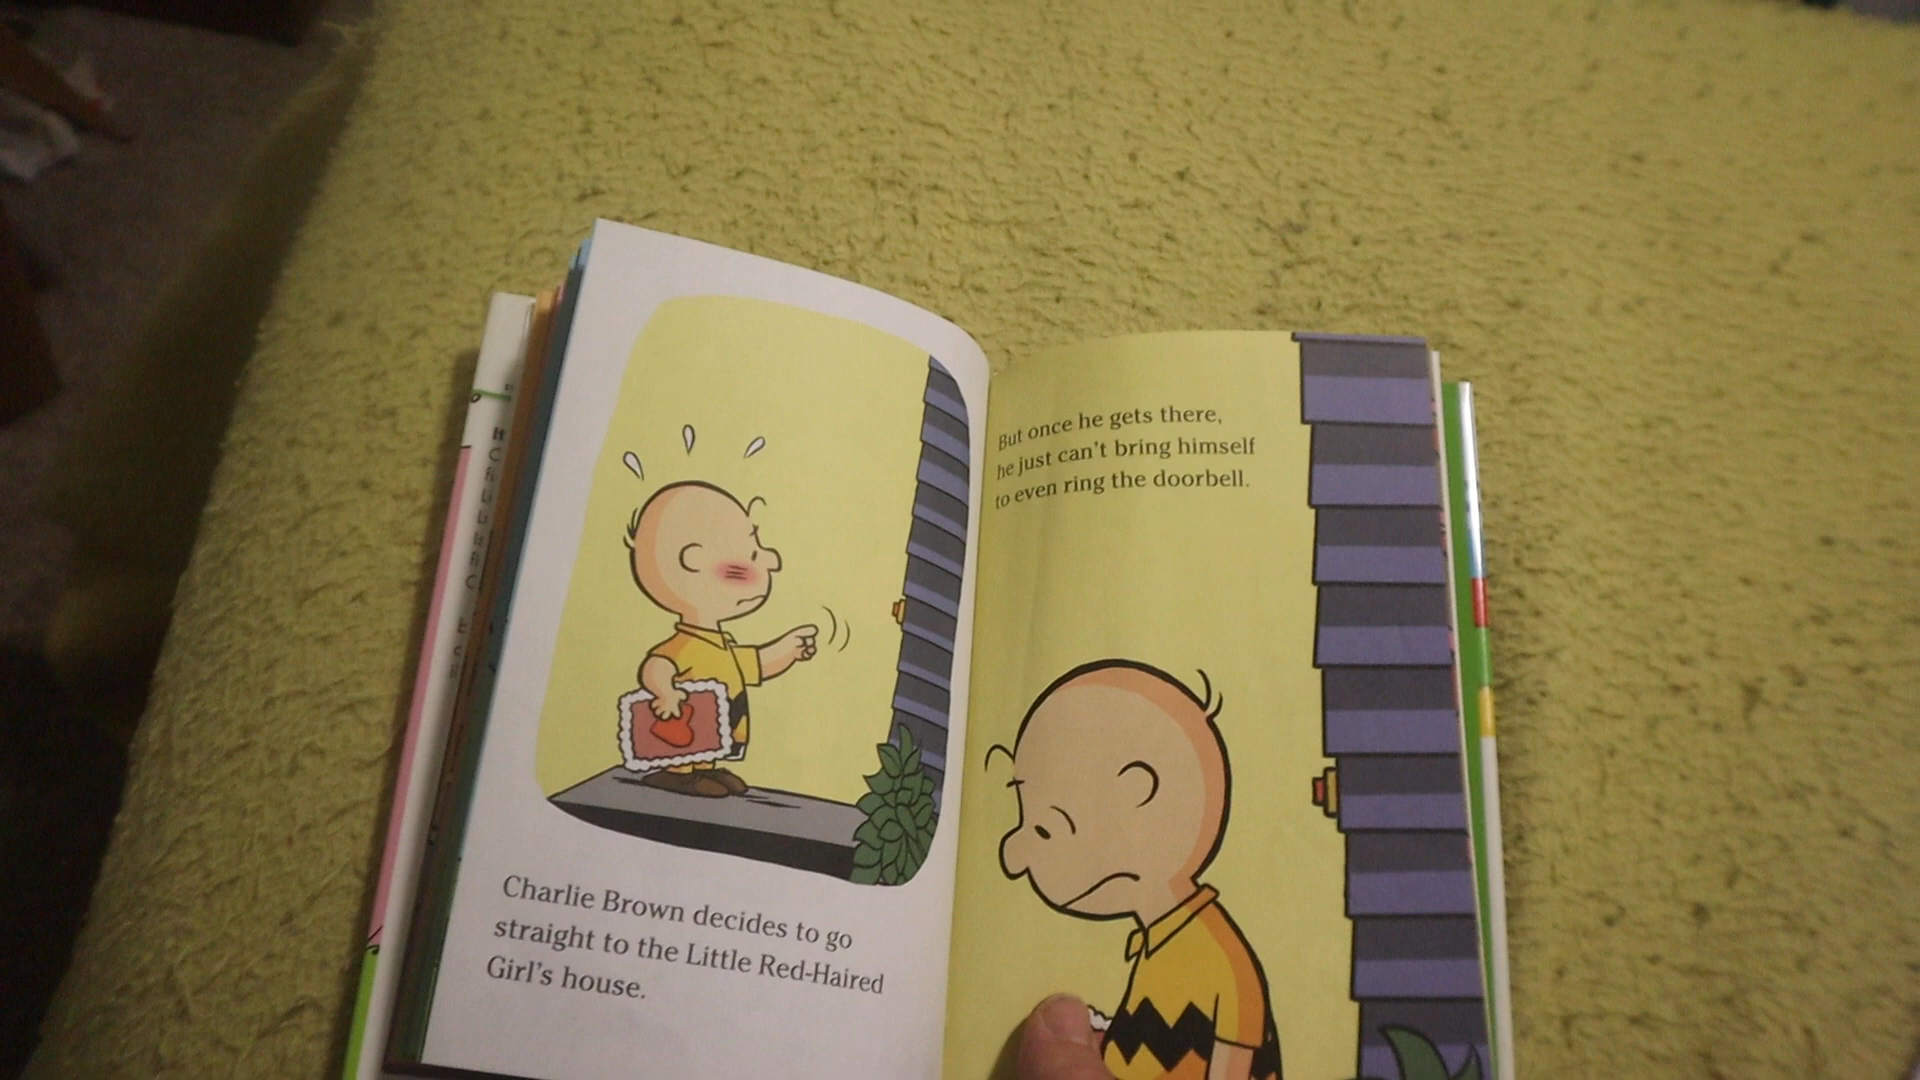 Charlie Brown decides to go
straight to the Little Red-Haired
Girl's house.
But once he gets there,
he just can't bring himself
to even ring the doorbell.